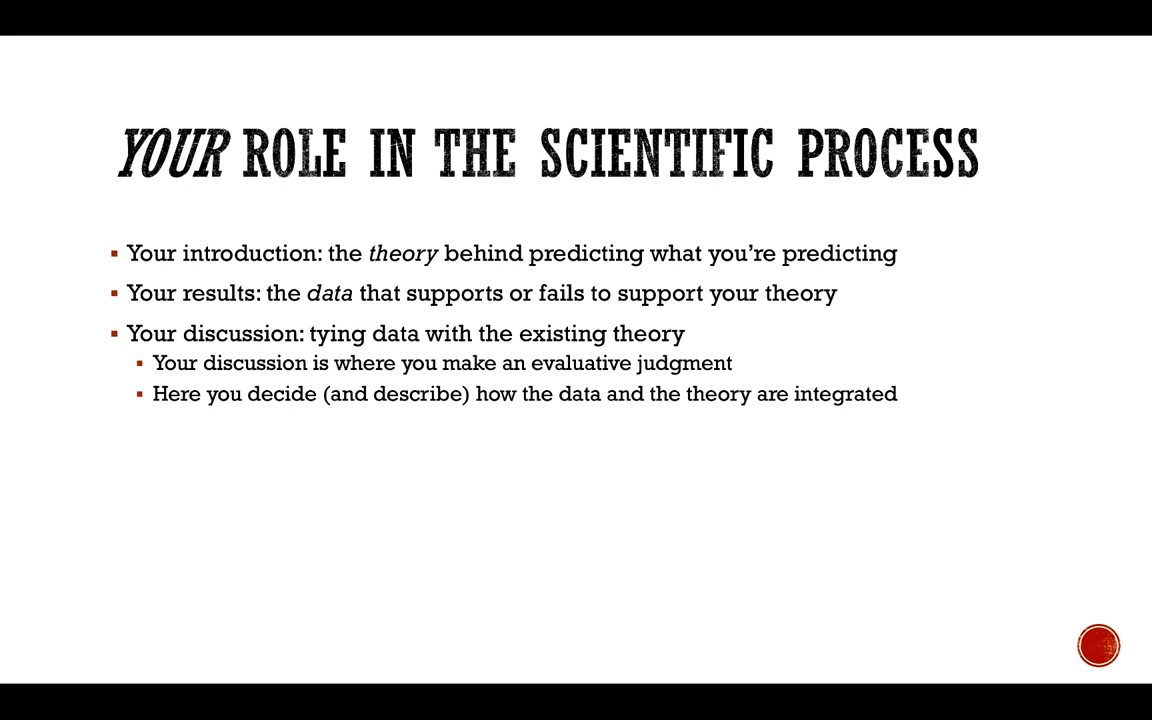 YOUR ROLE IN THE SCIENTIFIC PROCESS
▪ Your introduction: the theory behind predicting what you’re predicting
▪ Your results: the data that supports or fails to support your theory
▪ Your discussion: tying data with the existing theory
▪ Your discussion is where you make an evaluative judgment
▪ Here you decide (and describe) how the data and the theory are integrated